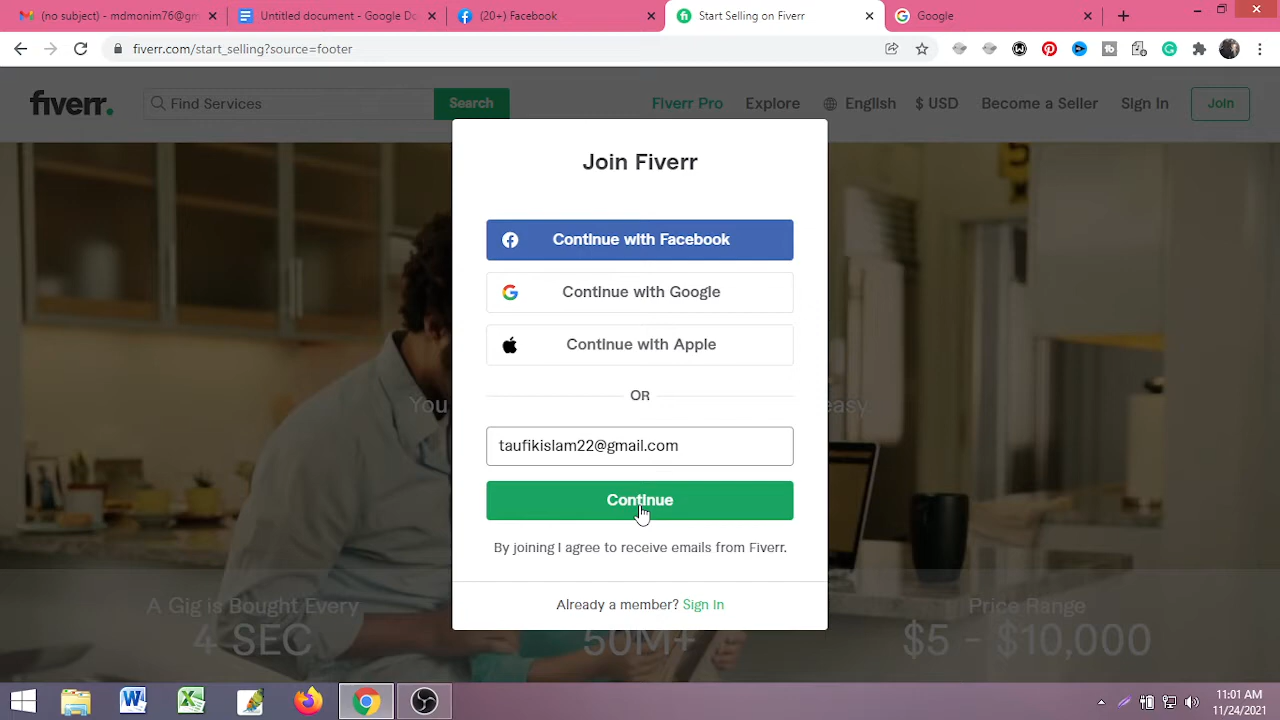 (no subject) - mdmonim76@gr
Untitled document - Google Do
(20+) Facebook
Start Selling on Fiverr
Google
fiverr.com/start_selling?source=footer
fiverr.
Find Services
Search
Fiverr Pro
Explore
English
$ USD
Become a Seller
Sign In
Join
Join Fiverr
Continue with Facebook
Continue with Google
Continue with Apple
OR
You
easy.
taufikislam22@gmail.com
Continue
By joining I agree to receive emails from Fiverr.
Already a member? Sign In
A Gig is Bought Every
4 SEC
50M+
Price Range
$5 - $10,000
11:01 AM
11/24/2021